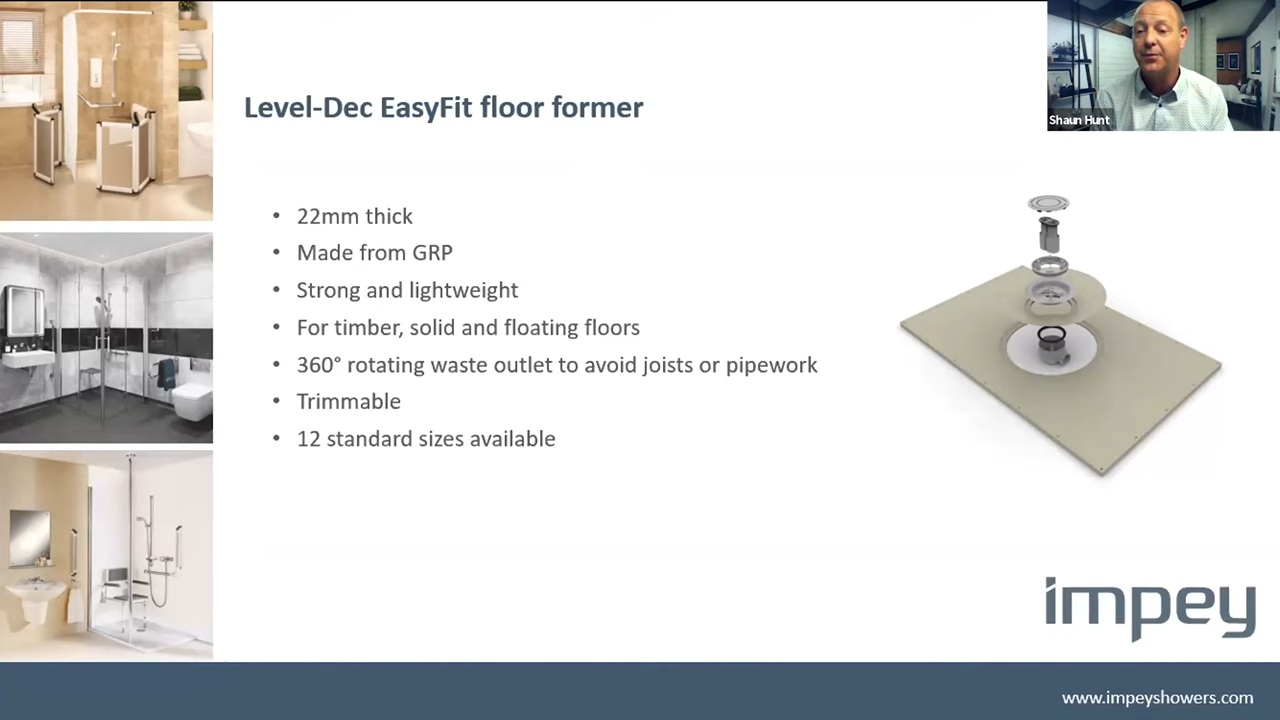 Shaun Hunt
Level-Dec EasyFit floor former
• 22mm thick
• Made from GRP
• Strong and lightweight
• For timber, solid and floating floors
• 360° rotating waste outlet to avoid joists or pipework
• Trimmable
• 12 standard sizes available
impey
www.impeyshowers.com